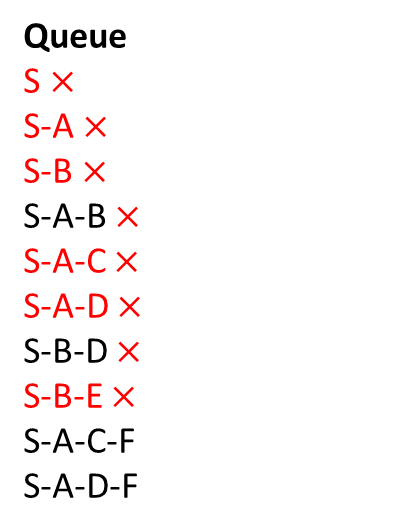 Queue
S ×
S-A ×
S-B ×
S-A-B ×
S-A-C ×
S-A-D ×
S-B-D ×
S-B-E ×
S-A-C-F
S-A-D-F